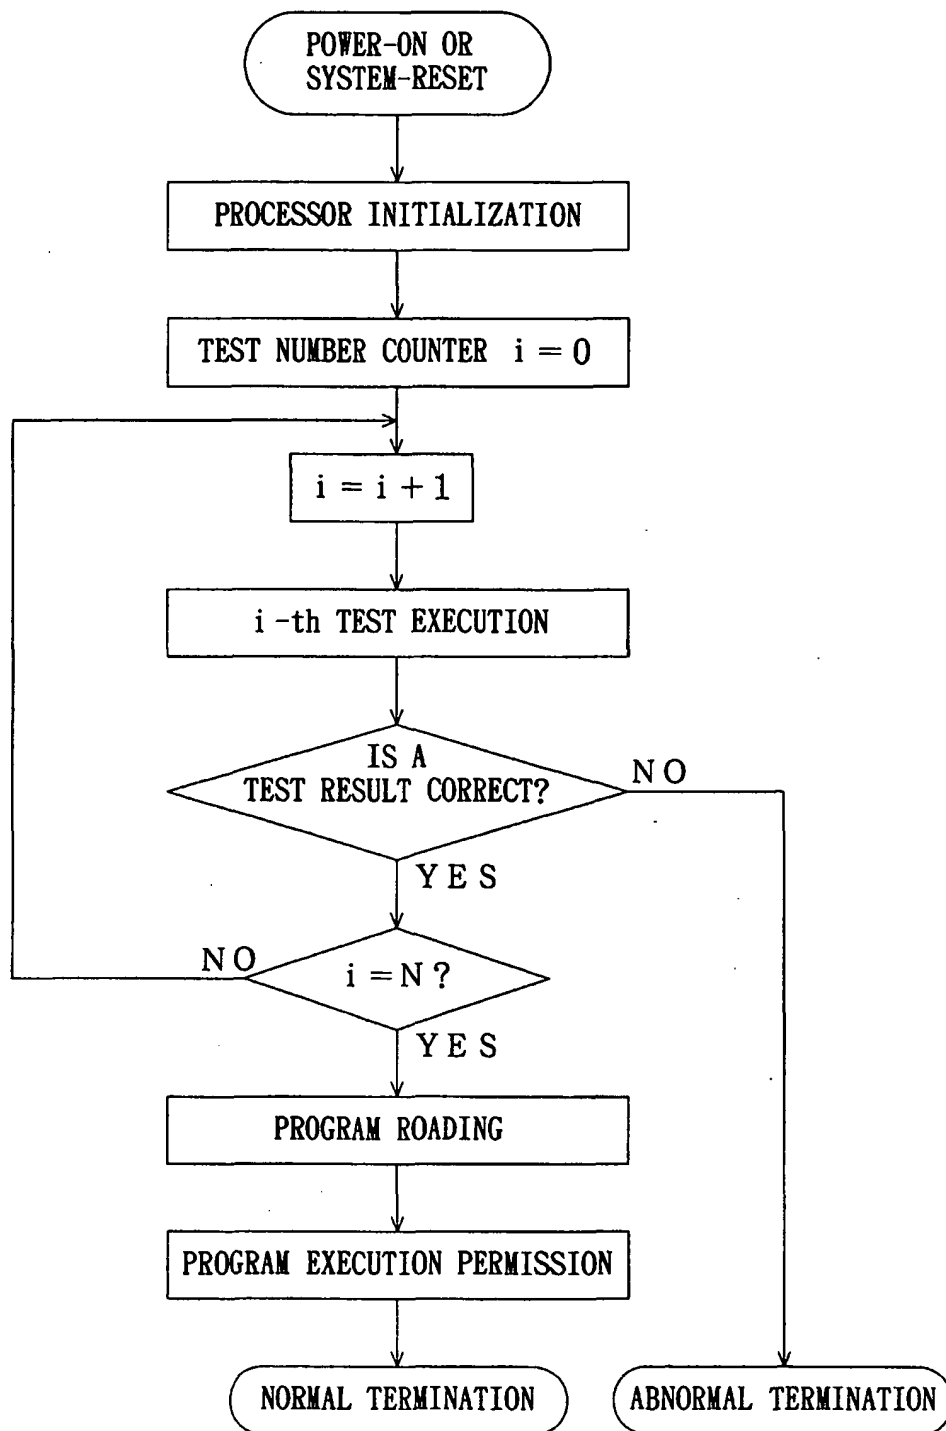 POWER-ON OR
SYSTEM-RESET
PROCESSOR INITIALIZATION
TEST NUMBER COUNTER i = 0
i = i + 1
i-th TEST EXECUTION
IS A
TEST RESULT CORRECT?
NO
YES
NO
i = N ?
YES
PROGRAM ROADING
PROGRAM EXECUTION PERMISSION
NORMAL TERMINATION
ABNORMAL TERMINATION